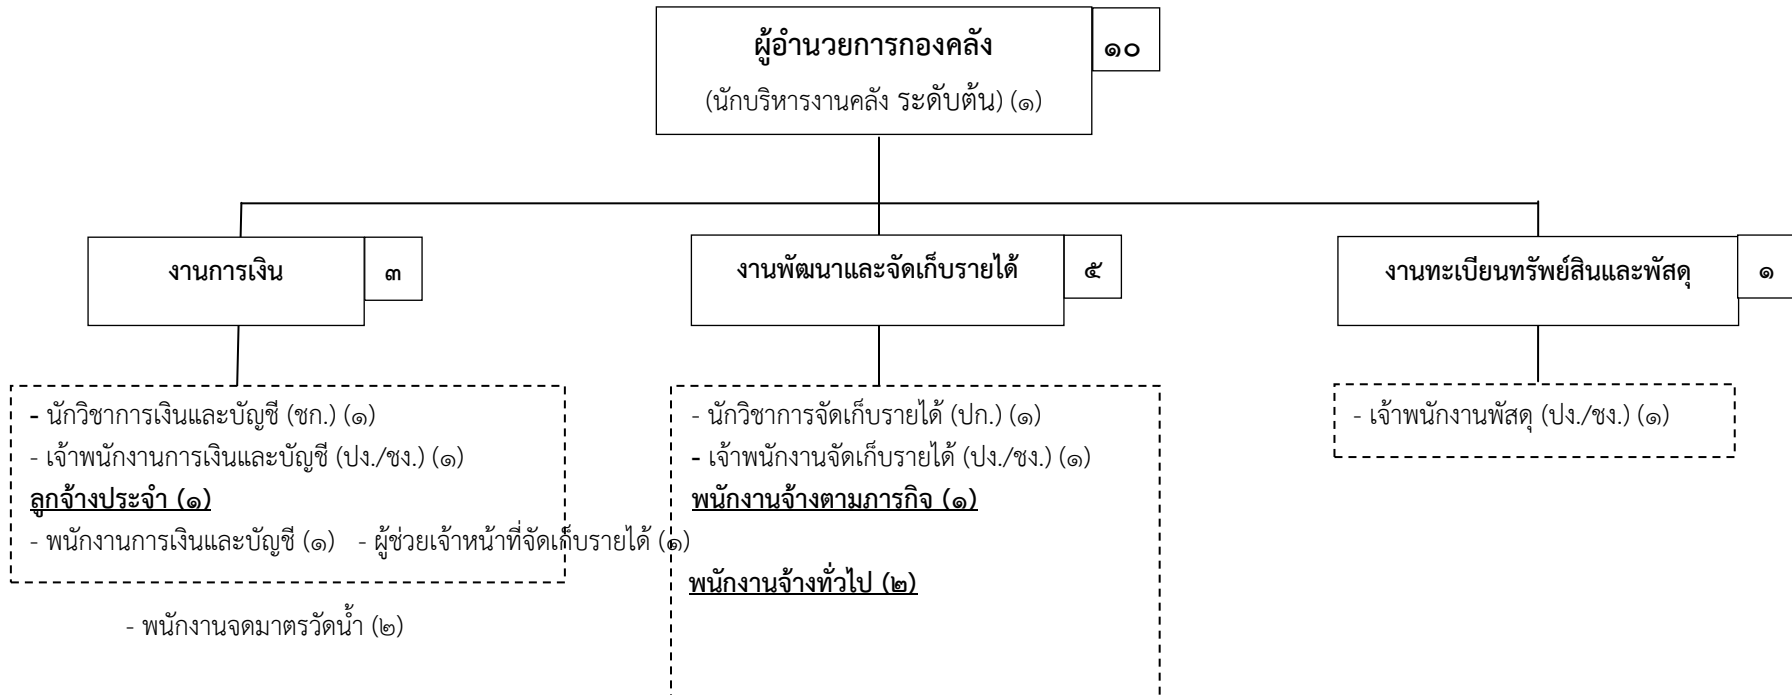 ผู้อำนวยการกองคลัง
๑๐
(นักบริหารงานคลัง ระดับต้น) (๑)
งานการเงิน
๓
งานพัฒนาและจัดเก็บรายได้
๕
งานทะเบียนทรัพย์สินและพัสดุ
๑
- นักวิชาการเงินและบัญชี (ชก.) (๑)
- เจ้าพนักงานการเงินและบัญชี (ปง./ชง.) (๑)
ลูกจ้างประจำ (๑)
- พนักงานการเงินและบัญชี (๑) - ผู้ช่วยเจ้าหน้าที่จัดเก็บรายได้ (๑)
- พนักงานจดมาตรวัดน้ำ (๒)
- นักวิชาการจัดเก็บรายได้ (ปก.) (๑)
- เจ้าพนักงานจัดเก็บรายได้ (ปง./ชง.) (๑)
พนักงานจ้างตามภารกิจ (๑)
พนักงานจ้างทั่วไป (๒)
- เจ้าพนักงานพัสดุ (ปง./ชง.) (๑)